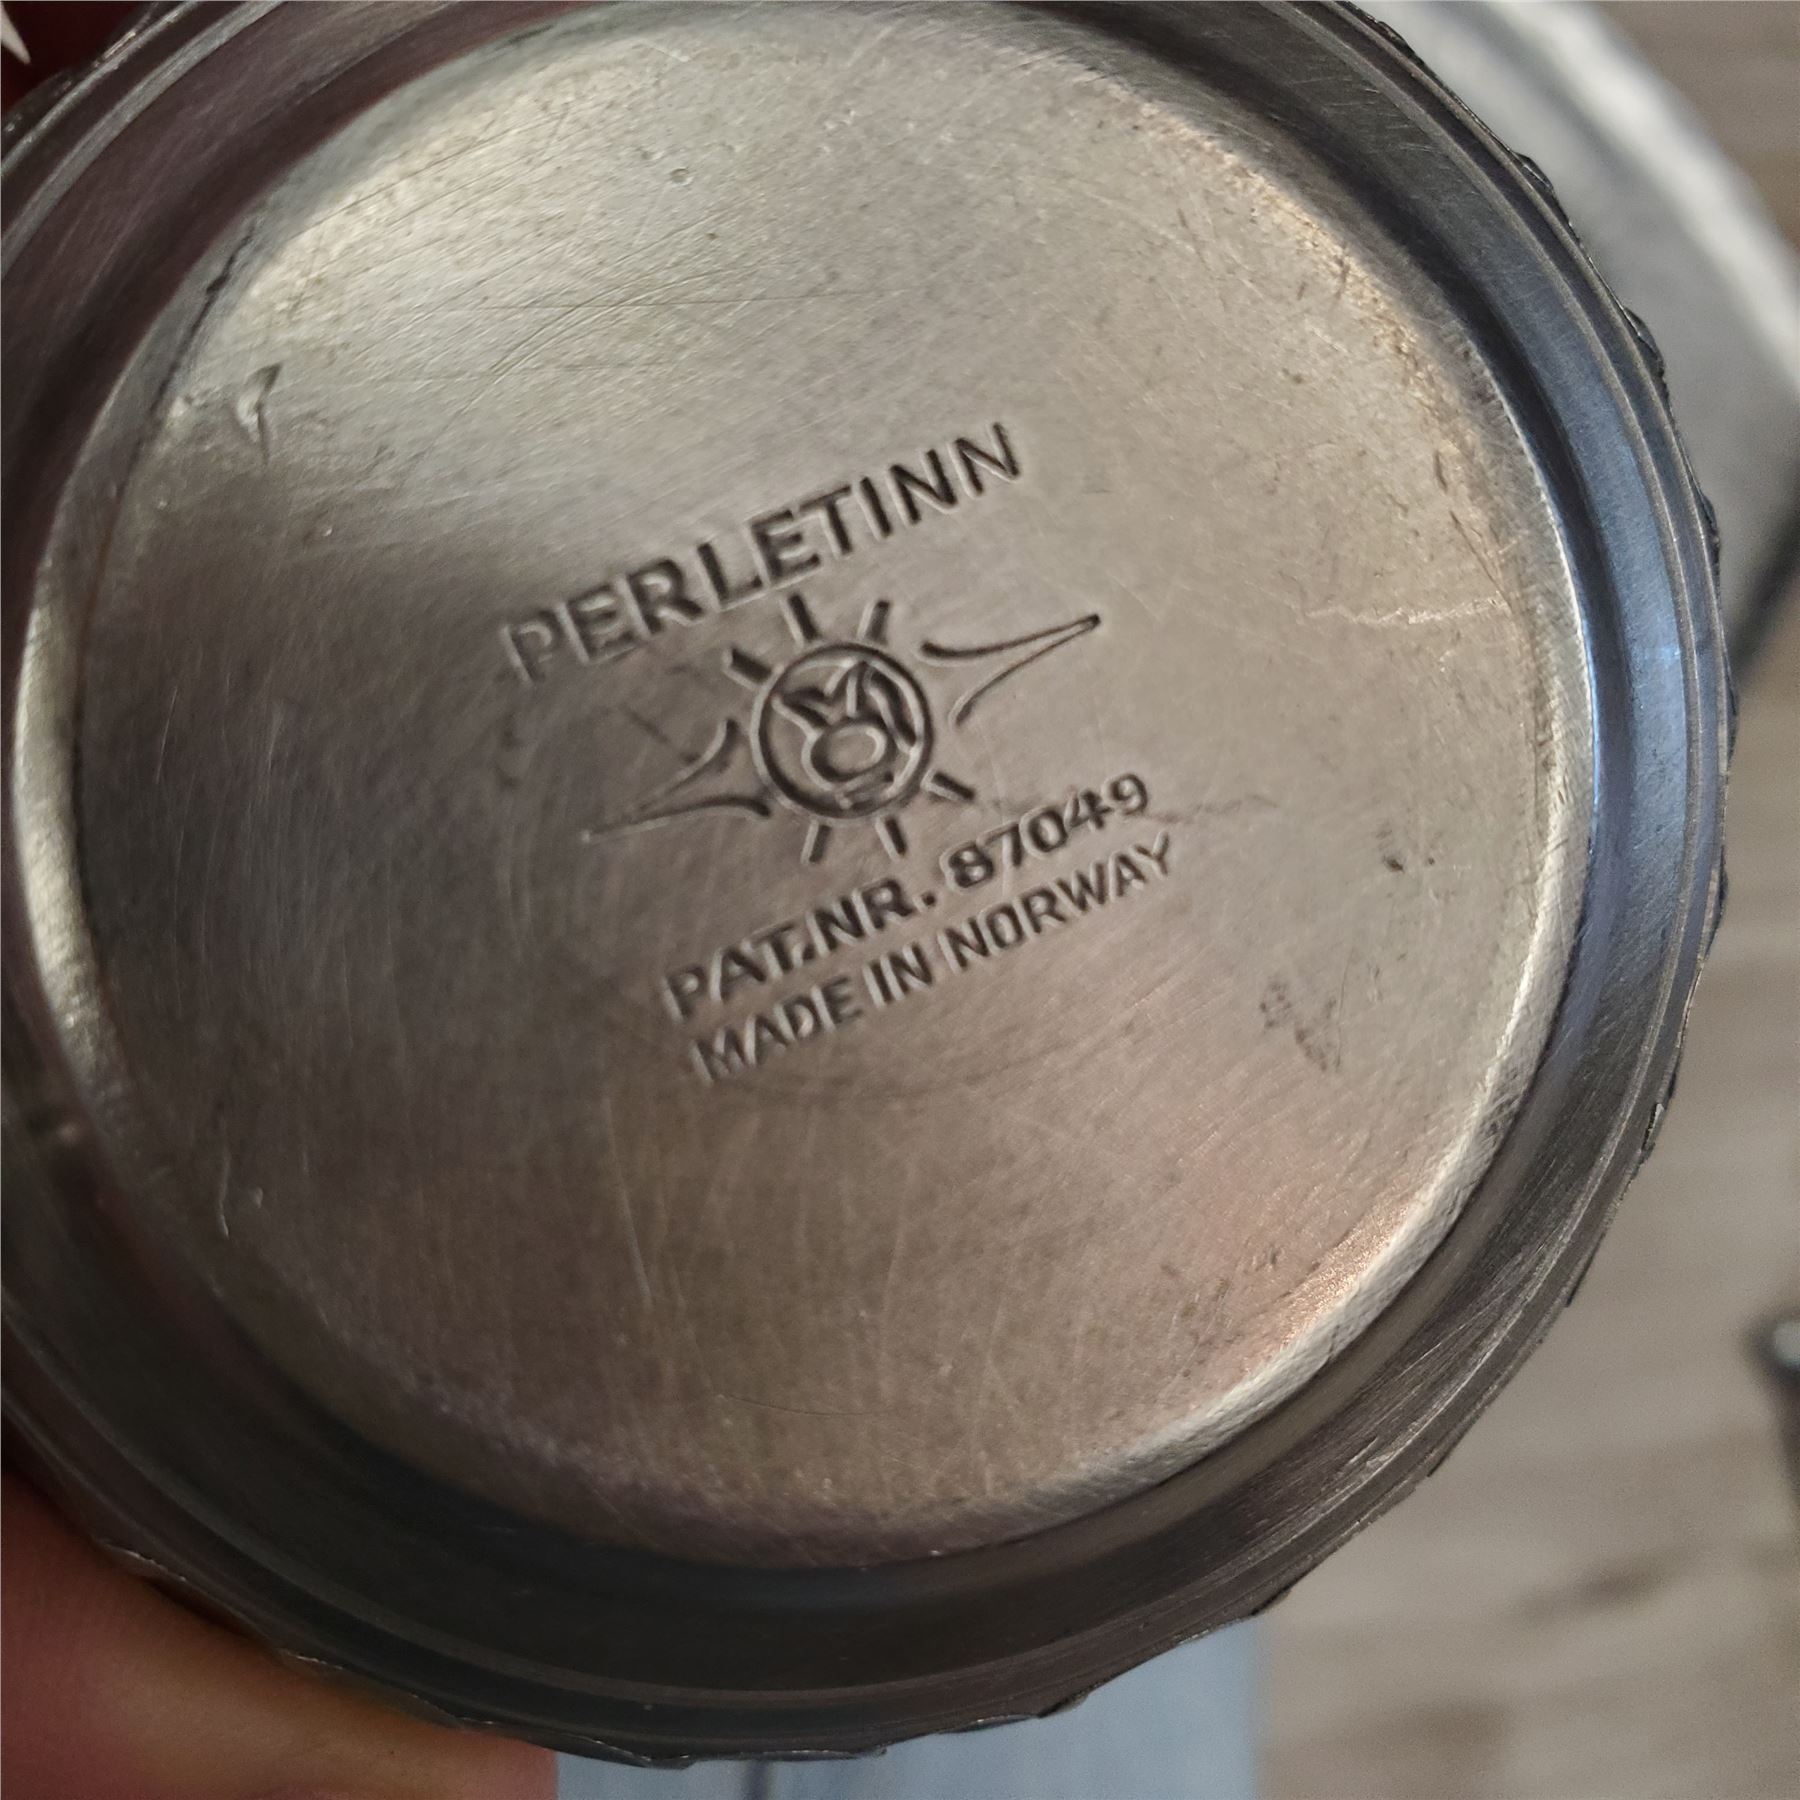 PERLETINN
PAT.NR. 87049
MADE IN NORWAY